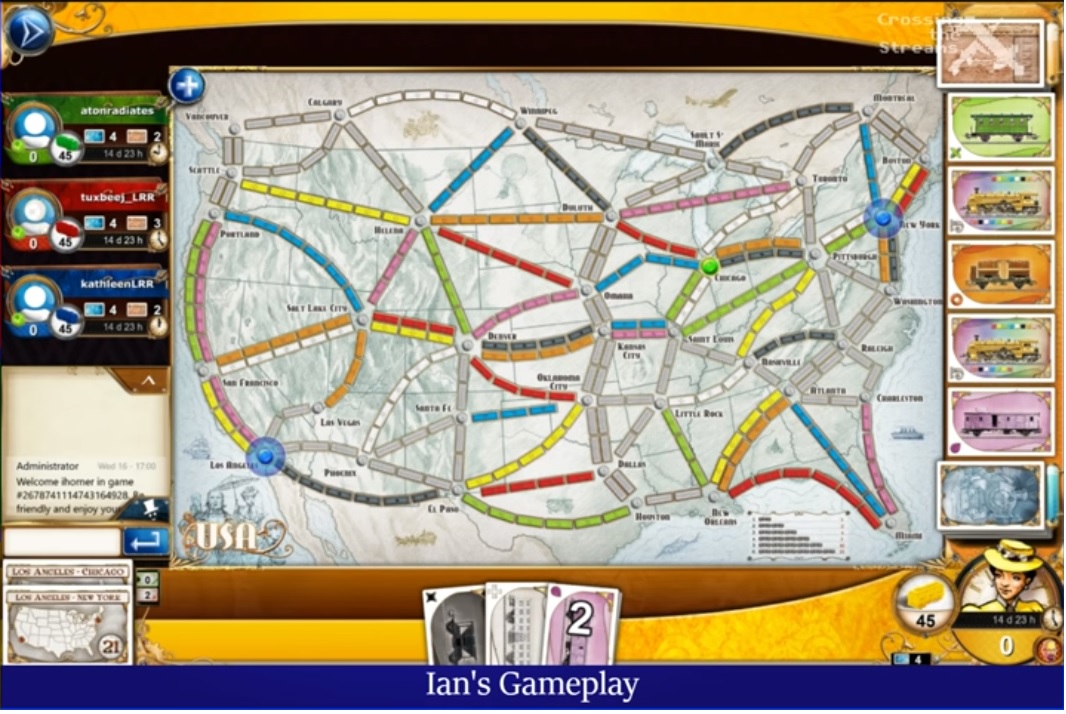 Crossing
the
Streams
MONTREAL
CALGARY
WINNIPEG
VANCOUVER
atonradiates
4 2
0 45 14 d 23 h
SAULT ST MARIE
BOSTON
SEATTLE
TORONTO
tuxbeej_LRR
4 3
0 45 14 d 23 h
PORTLAND
HELENA
DULUTH
NEW YORK
PITTSBURGH
CHICAGO
kathleenLRR
4 2
0 45 14 d 23 h
SALT LAKE CITY
OMAHA
WASHINGTON
DENVER
KANSAS CITY
SAINT LOUIS
RALEIGH
NASHVILLE
SAN FRANCISCO
OKLAHOMA CITY
ATLANTA
CHARLESTON
SANTA FE
LITTLE ROCK
LAS VEGAS
LOS ANGELES
PHOENIX
DALLAS
EL PASO
HOUSTON
NEW ORLEANS
MIAMI
USA
Administrator Wed 16 - 17:00
Welcome ihorner in game
#2678741114743164928. Be
friendly and enjoy your
LOS ANGELES - CHICAGO
LOS ANGELES - NEW YORK
21
0
2
2
45
14 d 23 h
0
4
Ian's Gameplay